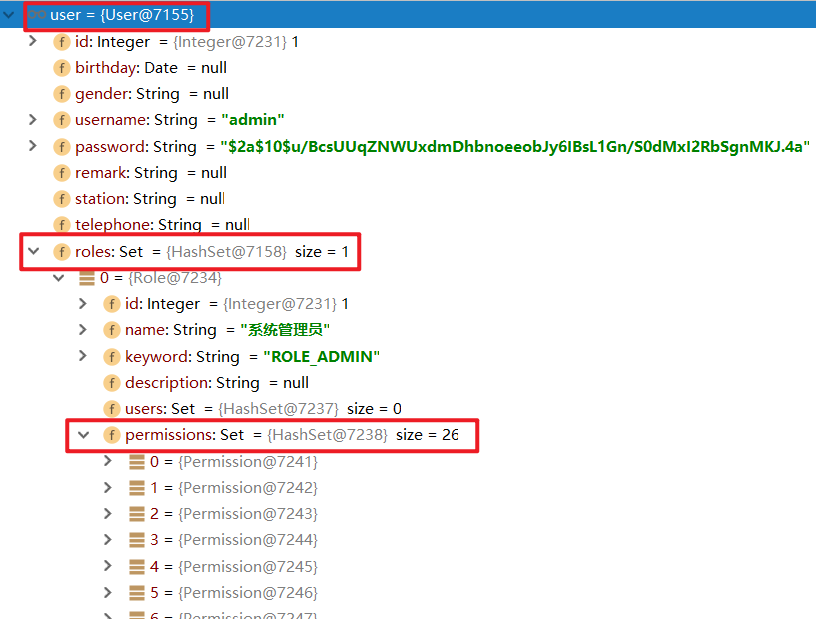 user = {User@7155}
f id: Integer = {Integer@7231} 1
f birthday: Date = null
f gender: String = null
f username: String = "admin"
f password: String = "$2a$10$u/BcsUUqZNWUxdmDhbnoeeobJy6IBsL1Gn/S0dMxI2RbSgnMKJ.4a"
f remark: String = null
f station: String = null
f telephone: String = null
f roles: Set = {HashSet@7158} size = 1
0 = {Role@7234}
f id: Integer = {Integer@7231} 1
f name: String = "系统管理员"
f keyword: String = "ROLE_ADMIN"
f description: String = null
f users: Set = {HashSet@7237} size = 0
f permissions: Set = {HashSet@7238} size = 26
0 = {Permission@7241}
1 = {Permission@7242}
2 = {Permission@7243}
3 = {Permission@7244}
4 = {Permission@7245}
5 = {Permission@7246}
6 = {Permission@7247}